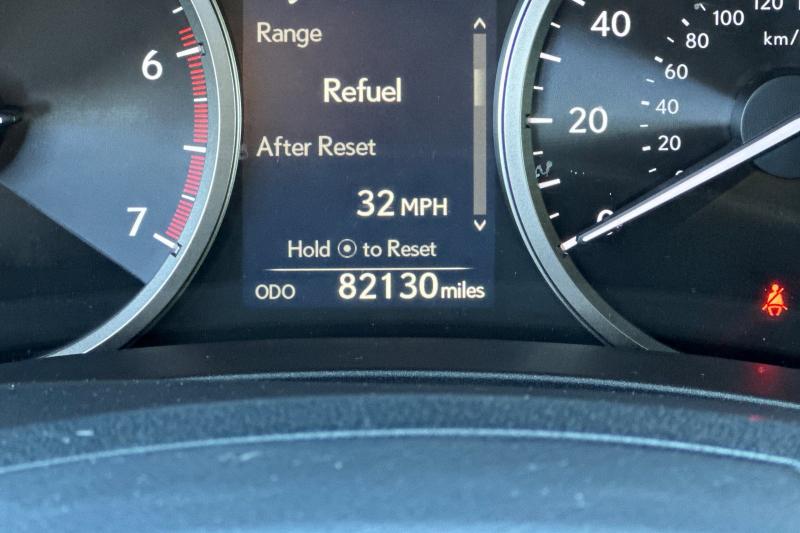 Range
Refuel
After Reset
32 MPH
Hold to Reset
ODO 82130 miles
6
7
40
20
0
120
100
80
60
40
20
km/